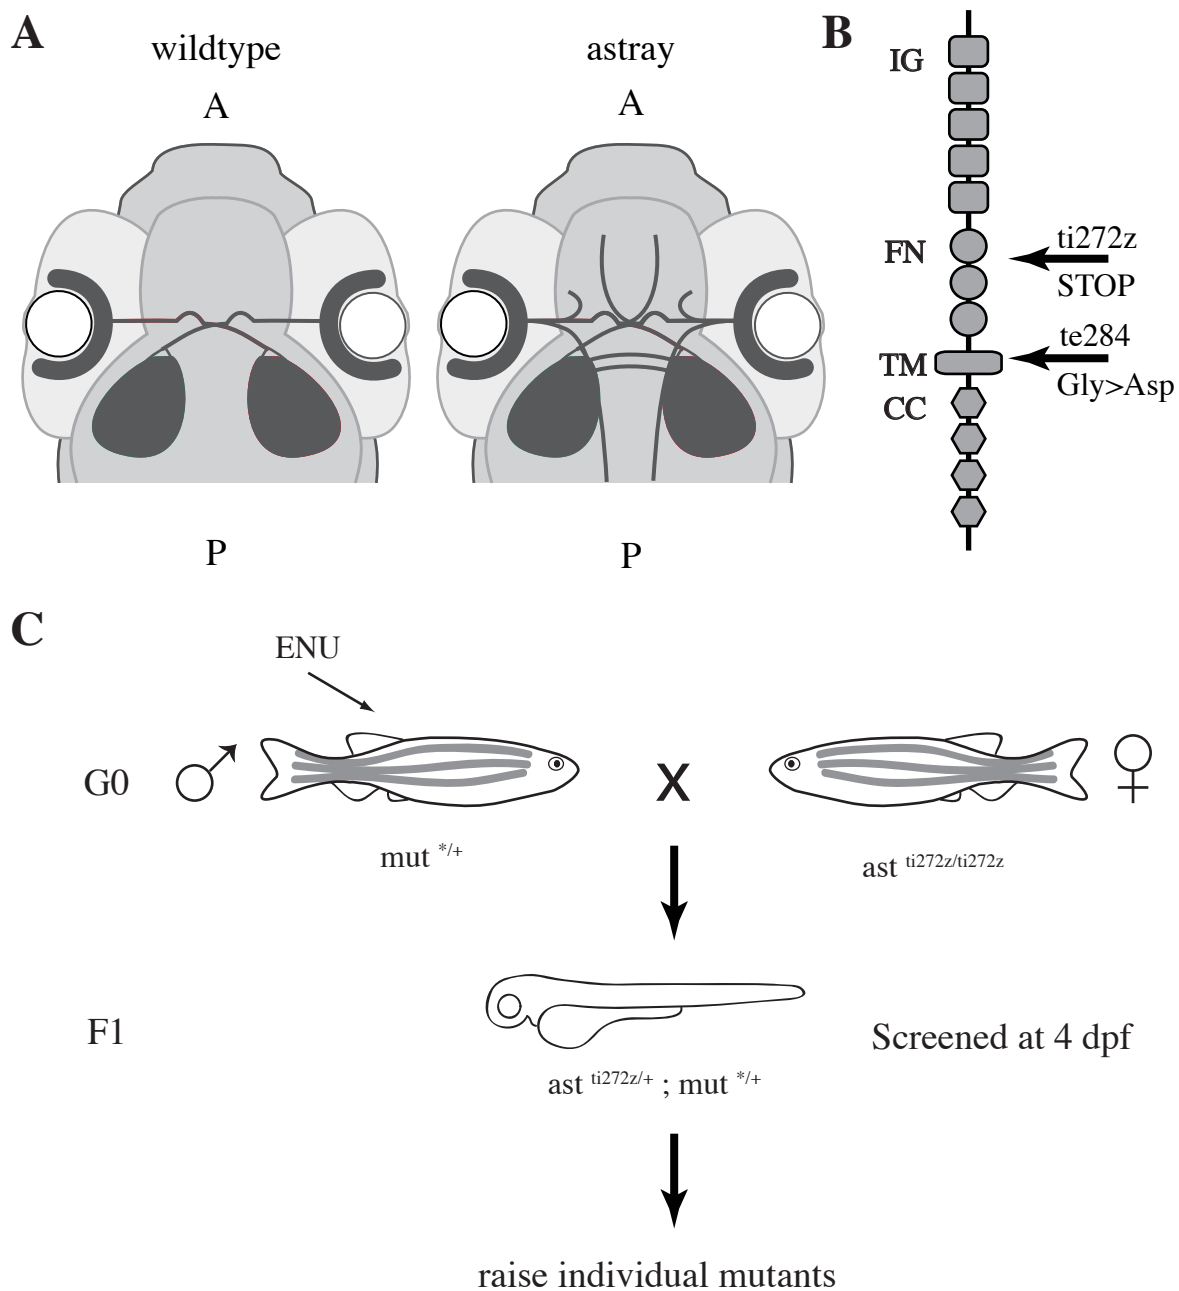 A
wildtype
astray
A
A
P
P
B
IG
FN
ti272z
STOP
te284
TM
Gly>Asp
CC
C
ENU
G0
X
mut */+
ast ti272z/ti272z
F1
Screened at 4 dpf
ast ti272z/+ ; mut */+
raise individual mutants